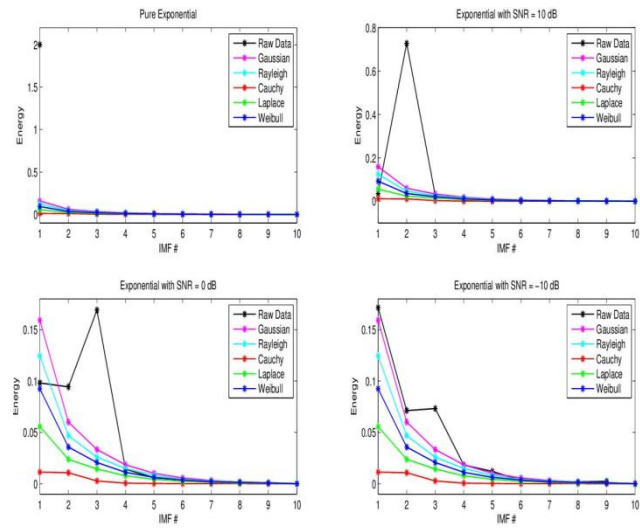 Pure Exponential
2
1.5
1
0.5
0
Energy
1 2 3 4 5 6 7 8 9 10
IMF #
Raw Data
Gaussian
Rayleigh
Cauchy
Laplace
Weibull
Exponential with SNR = 10 dB
0.8
0.6
0.4
0.2
0
Energy
1 2 3 4 5 6 7 8 9 10
IMF #
Raw Data
Gaussian
Rayleigh
Cauchy
Laplace
Weibull
Exponential with SNR = 0 dB
0.15
0.1
0.05
0
Energy
1 2 3 4 5 6 7 8 9 10
IMF #
Raw Data
Gaussian
Rayleigh
Cauchy
Laplace
Weibull
Exponential with SNR = −10 dB
0.15
0.1
0.05
0
Energy
1 2 3 4 5 6 7 8 9 10
IMF #
Raw Data
Gaussian
Rayleigh
Cauchy
Laplace
Weibull